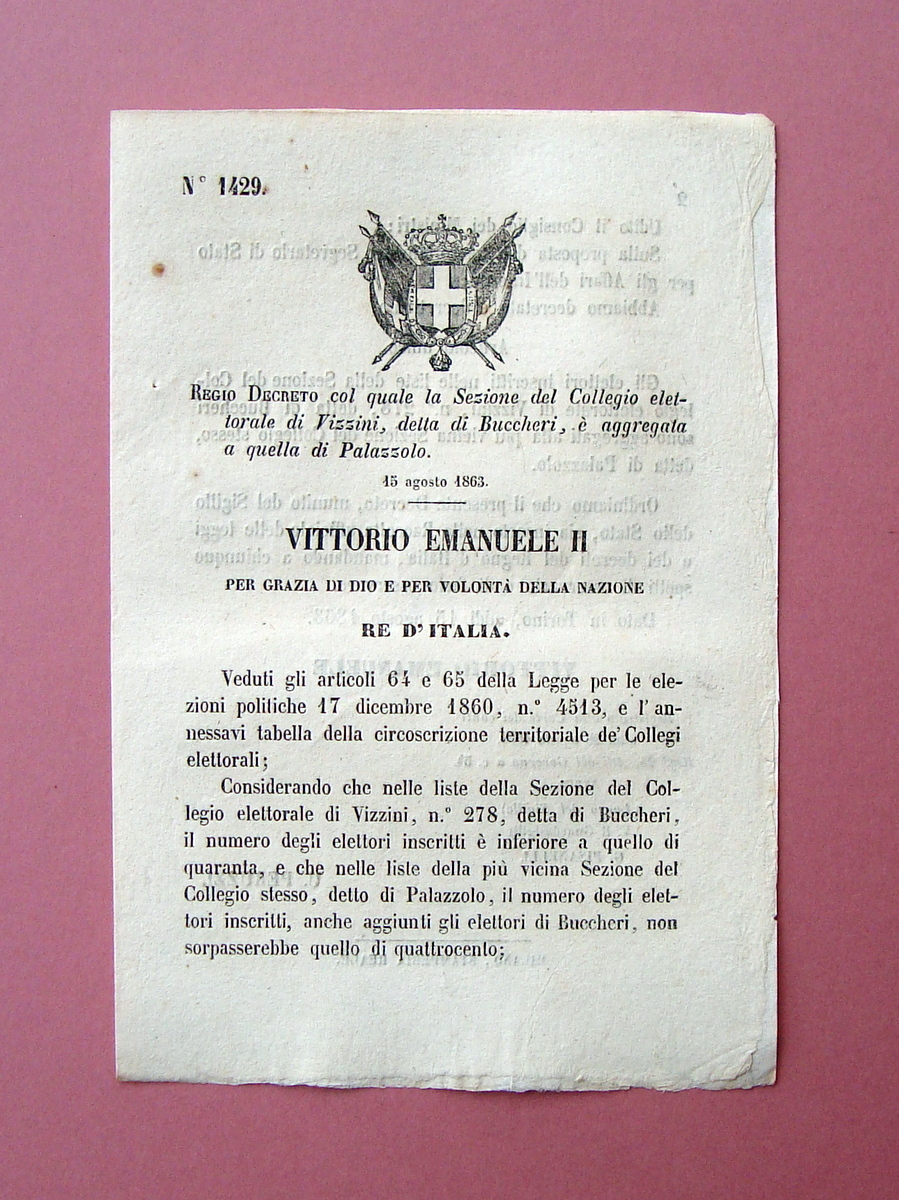 N° 1429.
REGIO DECRETO col quale la Sezione del Collegio elet-
torale di Vizzini, detta di Buccheri, è aggregata
a quella di Palazzolo.
15 agosto 1863.
VITTORIO EMANUELE II
PER GRAZIA DI DIO E PER VOLONTÀ DELLA NAZIONE
RE D'ITALIA.
Veduti gli articoli 64 e 65 della Legge per le ele-
zioni politiche 17 dicembre 1860, n.° 4513, e l'an-
nessavi tabella della circoscrizione territoriale de' Collegi
elettorali;
Considerando che nelle liste della Sezione del Col-
legio elettorale di Vizzini, n.° 278, detta di Buccheri,
il numero degli elettori inscritti è inferiore a quello di
quaranta, e che nelle liste della più vicina Sezione del
Collegio stesso, detto di Palazzolo, il numero degli elet-
tori inscritti, anche aggiunti gli elettori di Buccheri, non
sorpasserebbe quello di quattrocento;